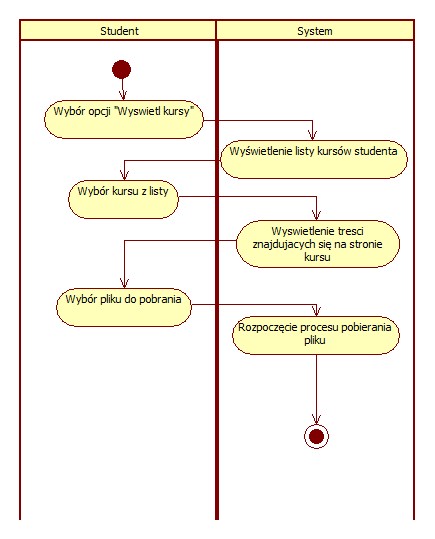 Student
System
Wybór opcji "Wyswietl kursy"
Wyświetlenie listy kursów studenta
Wybór kursu z listy
Wyswietlenie tresci
znajdujacych się na stronie
kursu
Wybór pliku do pobrania
Rozpoczęcie procesu pobierania
pliku